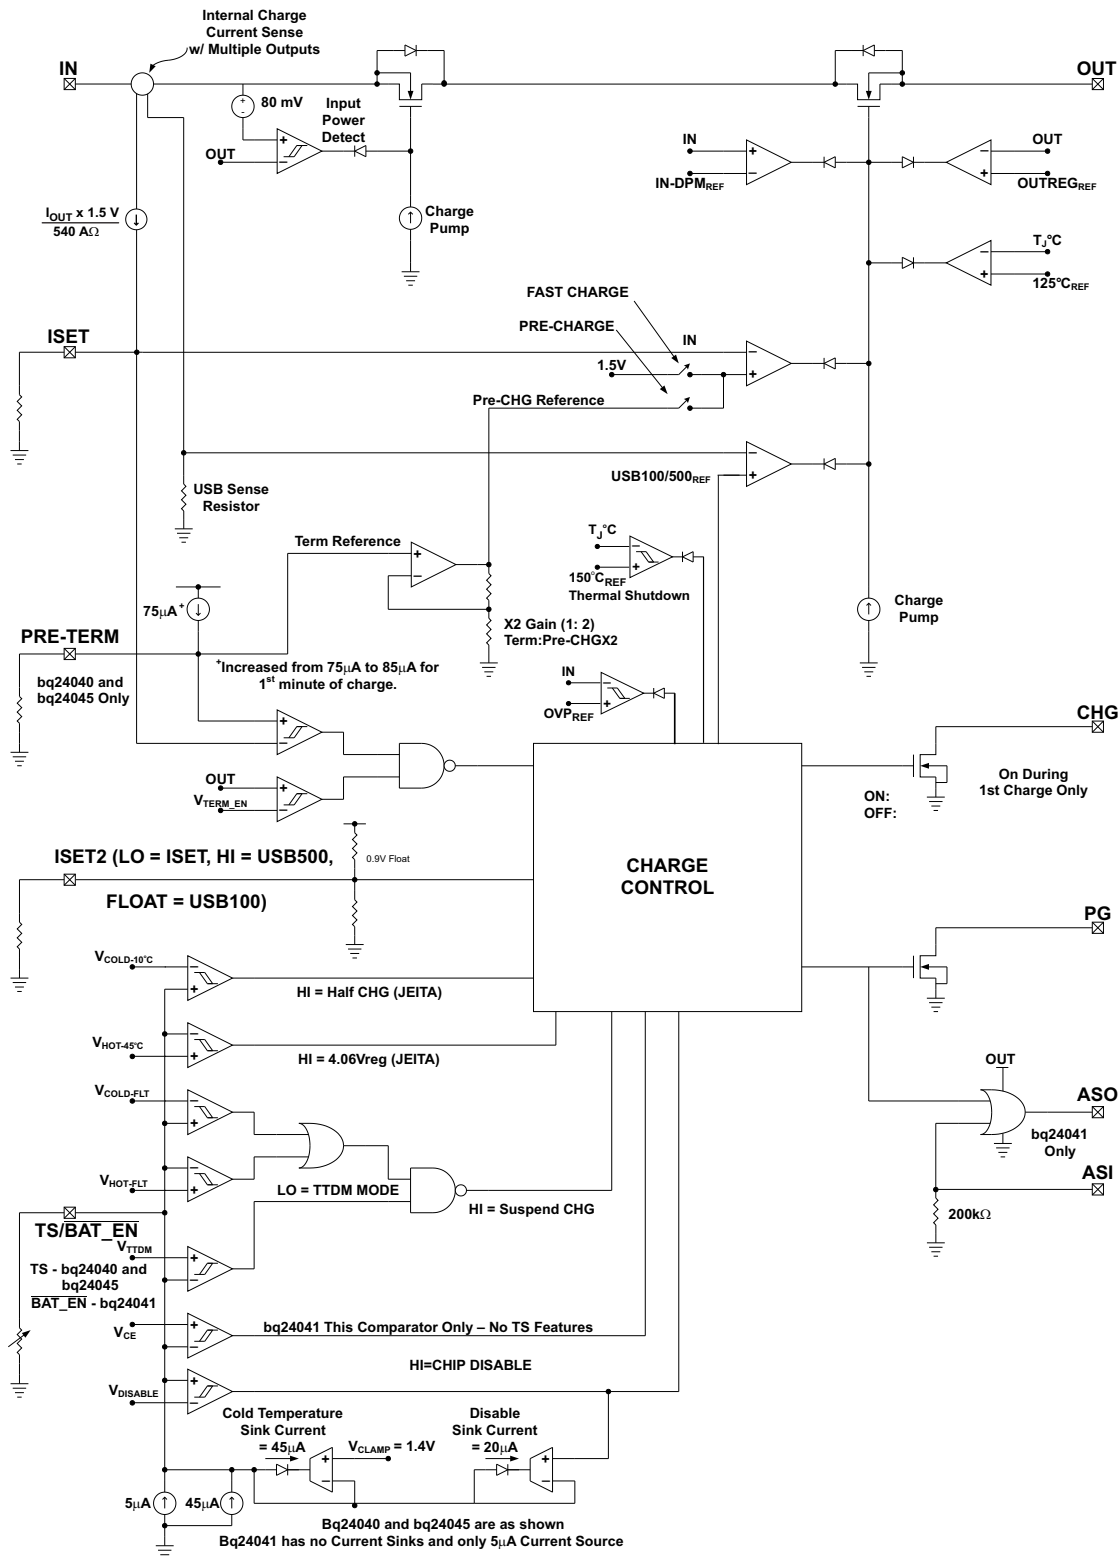 Internal Charge
Current Sense
w/ Multiple Outputs
IN
OUT
80 mV
Input
Power
Detect
OUT
+
-
+
−
IN
IN-DPMREF
+
−
OUT
OUTREGREF
−
+
IOUT x 1.5 V
540 AΩ
Charge
Pump
TJ°C
125°CREF
−
+
FAST CHARGE
PRE-CHARGE
ISET
IN
1.5V
−
+
Pre-CHG Reference
USB100/500REF
−
+
USB Sense
Resistor
Term Reference
+
−
TJ°C
150°CREF
−
+
Thermal Shutdown
75µA+
X2 Gain (1: 2)
Term:Pre-CHGX2
Charge
Pump
PRE-TERM
bq24040 and
bq24045 Only
+Increased from 75µA to 85µA for
1st minute of charge.
IN
OVPREF
−
+
CHG
+
−
OUT
VTERM_EN
+
−
On During
1st Charge Only
ON:
OFF:
ISET2 (LO = ISET, HI = USB500,
FLOAT = USB100)
0.9V Float
CHARGE
CONTROL
PG
VCOLD-10°C
−
+
HI = Half CHG (JEITA)
VHOT-45°C
−
+
HI = 4.06Vreg (JEITA)
OUT
VCOLD-FLT
−
+
ASO
bq24041
Only
VHOT-FLT
−
+
ASI
LO = TTDM MODE
HI = Suspend CHG
200kΩ
TS/BAT_EN
VTTDM
+
−
TS - bq24040 and
bq24045
BAT_EN - bq24041
VCE
+
−
bq24041 This Comparator Only – No TS Features
HI=CHIP DISABLE
VDISABLE
+
−
Cold Temperature
Sink Current
= 45µA
VCLAMP = 1.4V
+
−
Disable
Sink Current
= 20µA
+
−
5µA
45µA
Bq24040 and bq24045 are as shown
Bq24041 has no Current Sinks and only 5µA Current Source